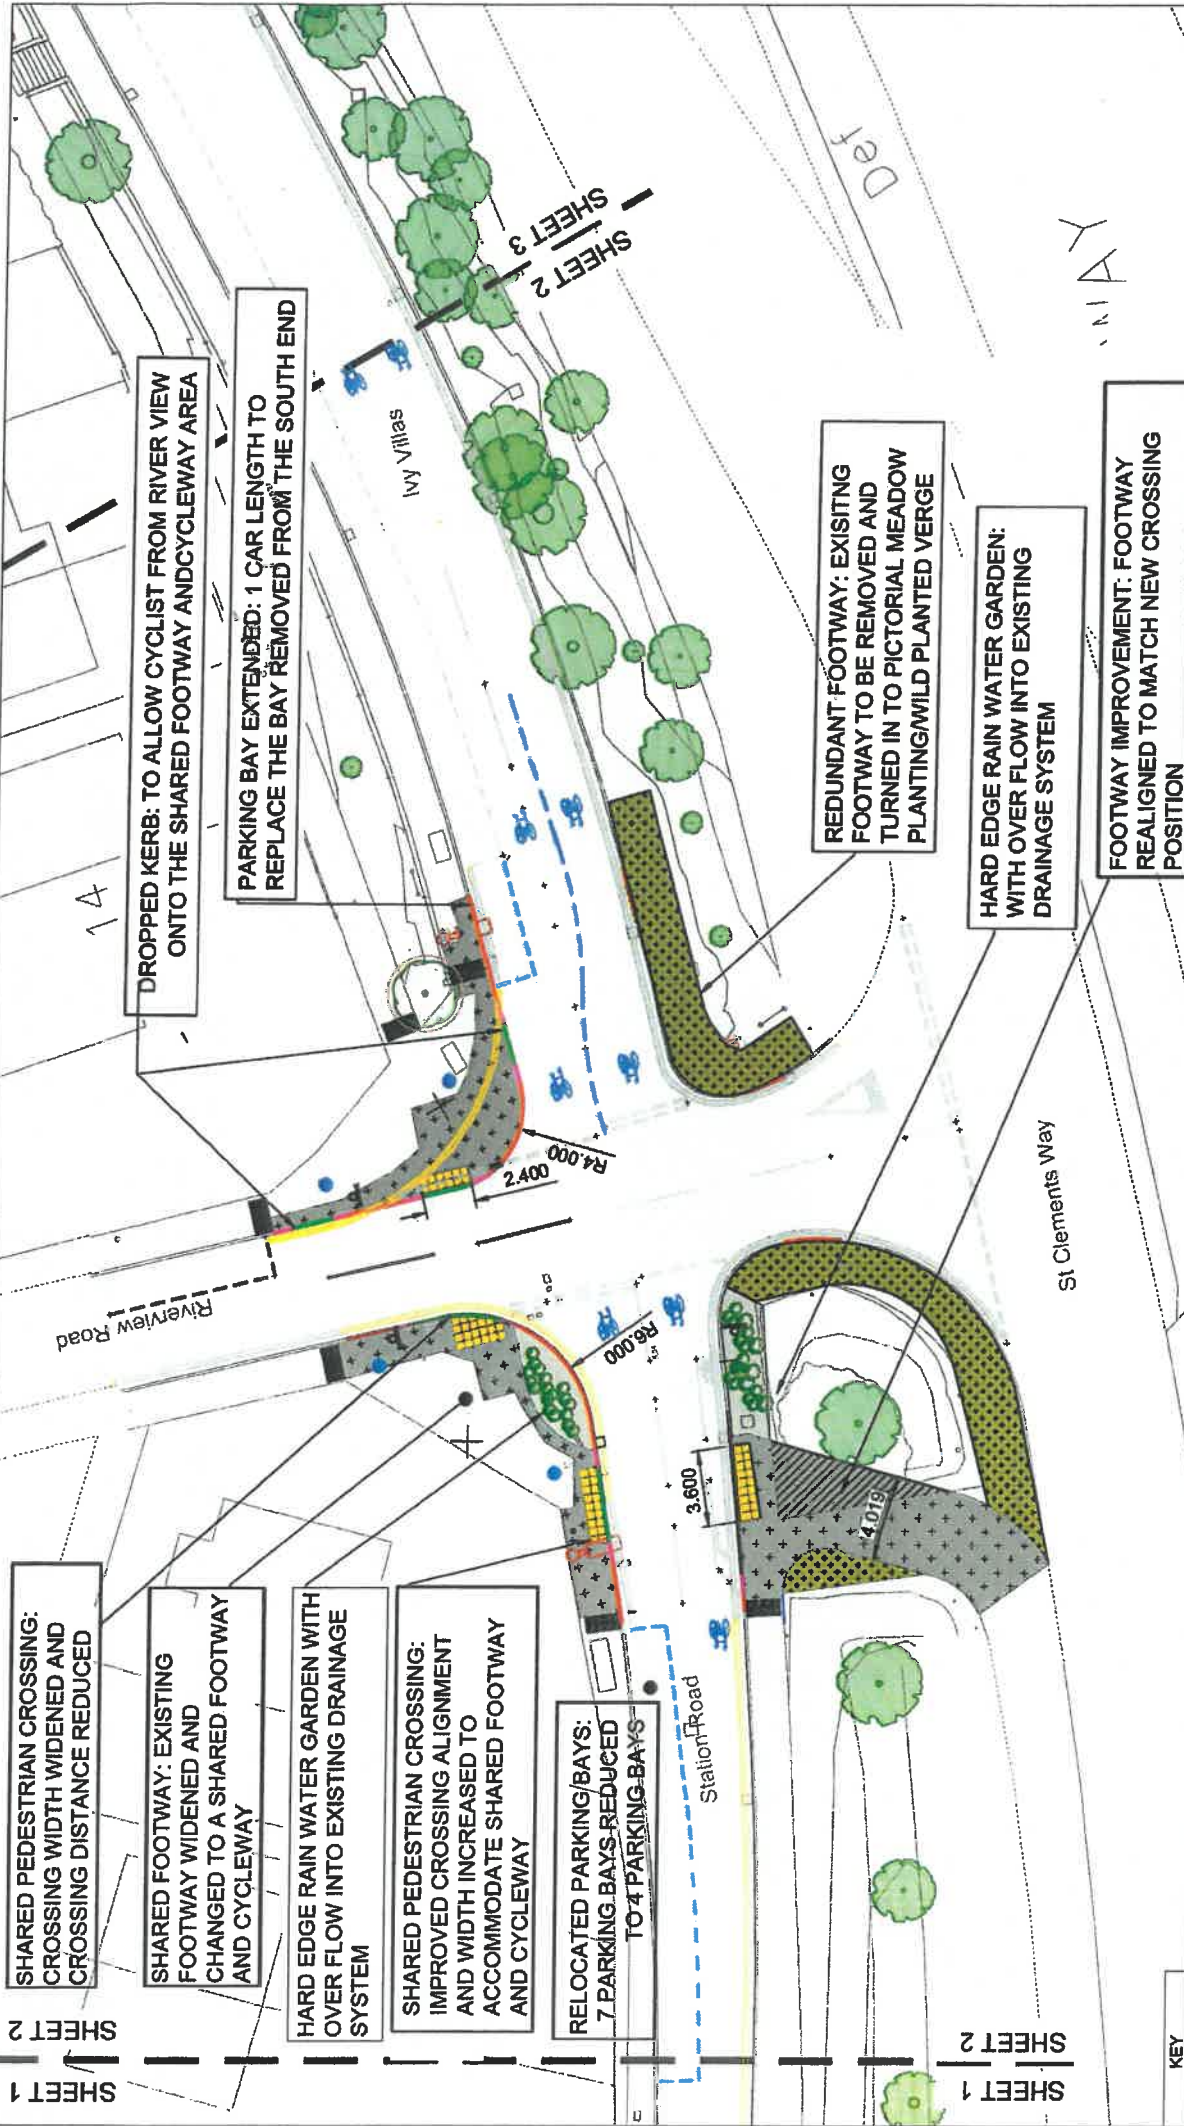 SHARED PEDESTRIAN CROSSING:
CROSSING WIDTH WIDENED AND
CROSSING DISTANCE REDUCED
SHARED FOOTWAY: EXISTING
FOOTWAY WIDENED AND
CHANGED TO A SHARED FOOTWAY
AND CYCLEWAY
HARD EDGE RAIN WATER GARDEN WITH
OVER FLOW INTO EXISTING DRAINAGE
SYSTEM
SHARED PEDESTRIAN CROSSING:
IMPROVED CROSSING ALIGNMENT
AND WIDTH INCREASED TO
ACCOMMODATE SHARED FOOTWAY
AND CYCLEWAY
RELOCATED PARKING BAYS:
7 PARKING BAYS REDUCED
TO 4 PARKING BAYS
DROPPED KERB: TO ALLOW CYCLIST FROM RIVER VIEW
ONTO THE SHARED FOOTWAY ANDCYCLEWAY AREA
PARKING BAY EXTENDED: 1 CAR LENGTH TO
REPLACE THE BAY REMOVED FROM THE SOUTH END
REDUNDANT FOOTWAY: EXISITNG
FOOTWAY TO BE REMOVED AND
TURNED IN TO PICTORIAL MEADOW
PLANTING/WILD PLANTED VERGE
HARD EDGE RAIN WATER GARDEN:
WITH OVER FLOW INTO EXISTING
DRAINAGE SYSTEM
FOOTWAY IMPROVEMENT: FOOTWAY
REALIGNED TO MATCH NEW CROSSING
POSITION
SHEET 1
SHEET 2
SHEET 1
SHEET 2
SHEET 2
SHEET 3
Riverview Road
Station Road
Ivy Villas
St Clements Way
14
Def
R4.000
2.400
R6.000
3.600
4.019
KEY